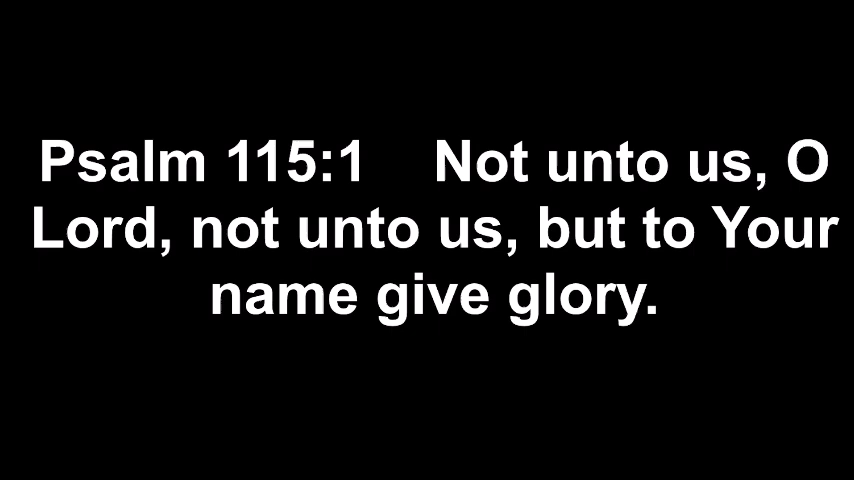 Psalm 115:1    Not unto us, O
Lord, not unto us, but to Your
name give glory.